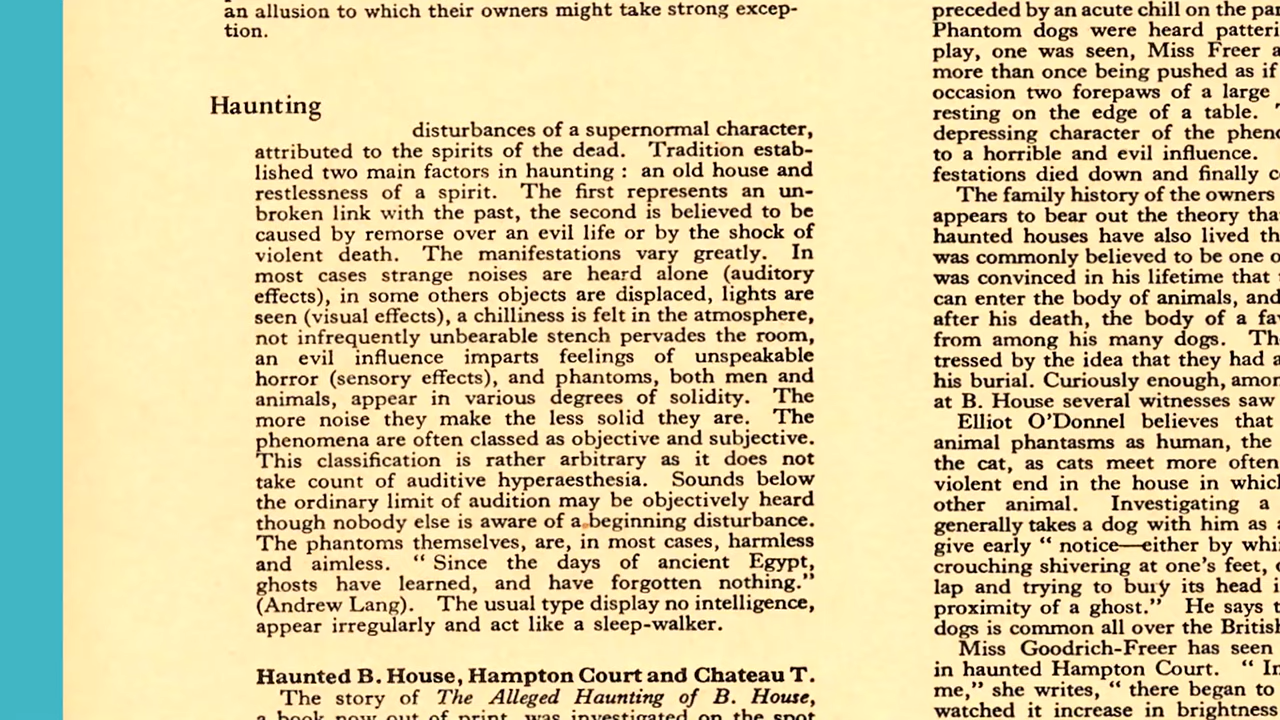 an allusion to which their owners might take strong excep-
tion.
Haunting
disturbances of a supernormal character,
attributed to the spirits of the dead. Tradition estab-
lished two main factors in haunting : an old house and
restlessness of a spirit. The first represents an un-
broken link with the past, the second is believed to be
caused by remorse over an evil life or by the shock of
violent death. The manifestations vary greatly. In
most cases strange noises are heard alone (auditory
effects), in some others objects are displaced, lights are
seen (visual effects), a chilliness is felt in the atmosphere,
not infrequently unbearable stench pervades the room,
an evil influence imparts feelings of unspeakable
horror (sensory effects), and phantoms, both men and
animals, appear in various degrees of solidity. The
more noise they make the less solid they are. The
phenomena are often classed as objective and subjective.
This classification is rather arbitrary as it does not
take count of auditive hyperaesthesia. Sounds below
the ordinary limit of audition may be objectively heard
though nobody else is aware of a beginning disturbance.
The phantoms themselves, are, in most cases, harmless
and aimless. “ Since the days of ancient Egypt,
ghosts have learned, and have forgotten nothing.”
(Andrew Lang). The usual type display no intelligence,
appear irregularly and act like a sleep-walker.
Haunted B. House, Hampton Court and Chateau T.
The story of The Alleged Haunting of B. House,
a book now out of print, was investigated on the spot
preceded by an acute chill on the
Phantom dogs were heard
play, one was seen, Miss Freer
more than once being pushed as if
occasion two forepaws of a large
resting on the edge of a table.
depressing character of the
to a horrible and evil influence.
festations died down and finally
The family history of the owners
appears to bear out the theory
haunted houses have also lived
was commonly believed to be one
was convinced in his lifetime that
can enter the body of animals, and
after his death, the body of a
from among his many dogs.
tressed by the idea that they had
his burial. Curiously enough,
at B. House several witnesses saw
Elliot O’Donnel believes that
animal phantasms as human, the
the cat, as cats meet more often
violent end in the house in
other animal. Investigating a
generally takes a dog with him as
give early “ notice—either by
crouching shivering at one’s feet,
lap and trying to bury its head
proximity of a ghost.” He says
dogs is common all over the
Miss Goodrich-Freer has seen
in haunted Hampton Court. “
me,” she writes, “ there began to
watched it increase in brightness